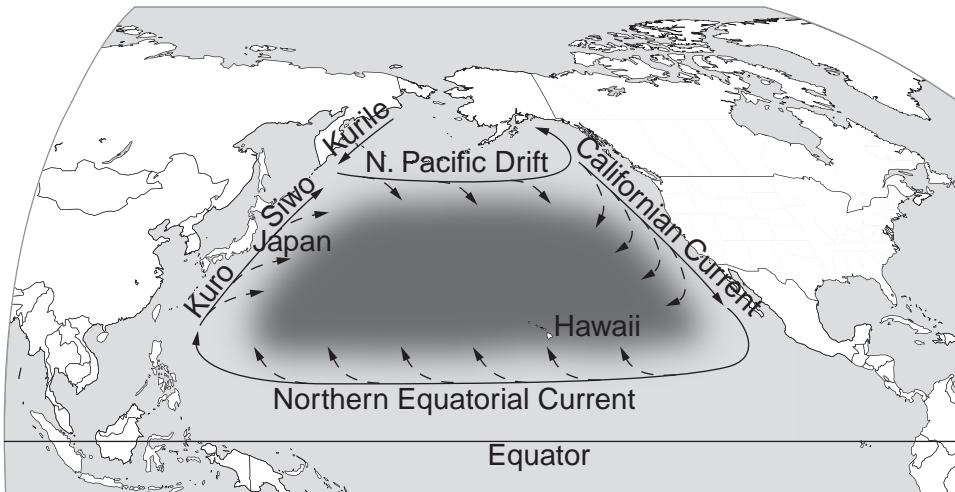 Kurile
N. Pacific Drift
Californian Current
Kuro Siwo
Japan
Hawaii
Northern Equatorial Current
Equator